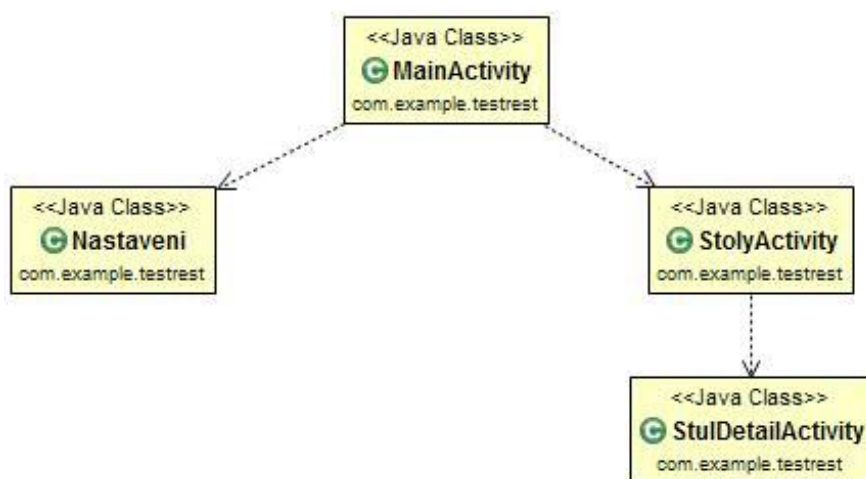 <<Java Class>>
C MainActivity
com.example.testrest
<<Java Class>>
C Nastaveni
com.example.testrest
<<Java Class>>
C StolyActivity
com.example.testrest
<<Java Class>>
C StulDetailActivity
com.example.testrest